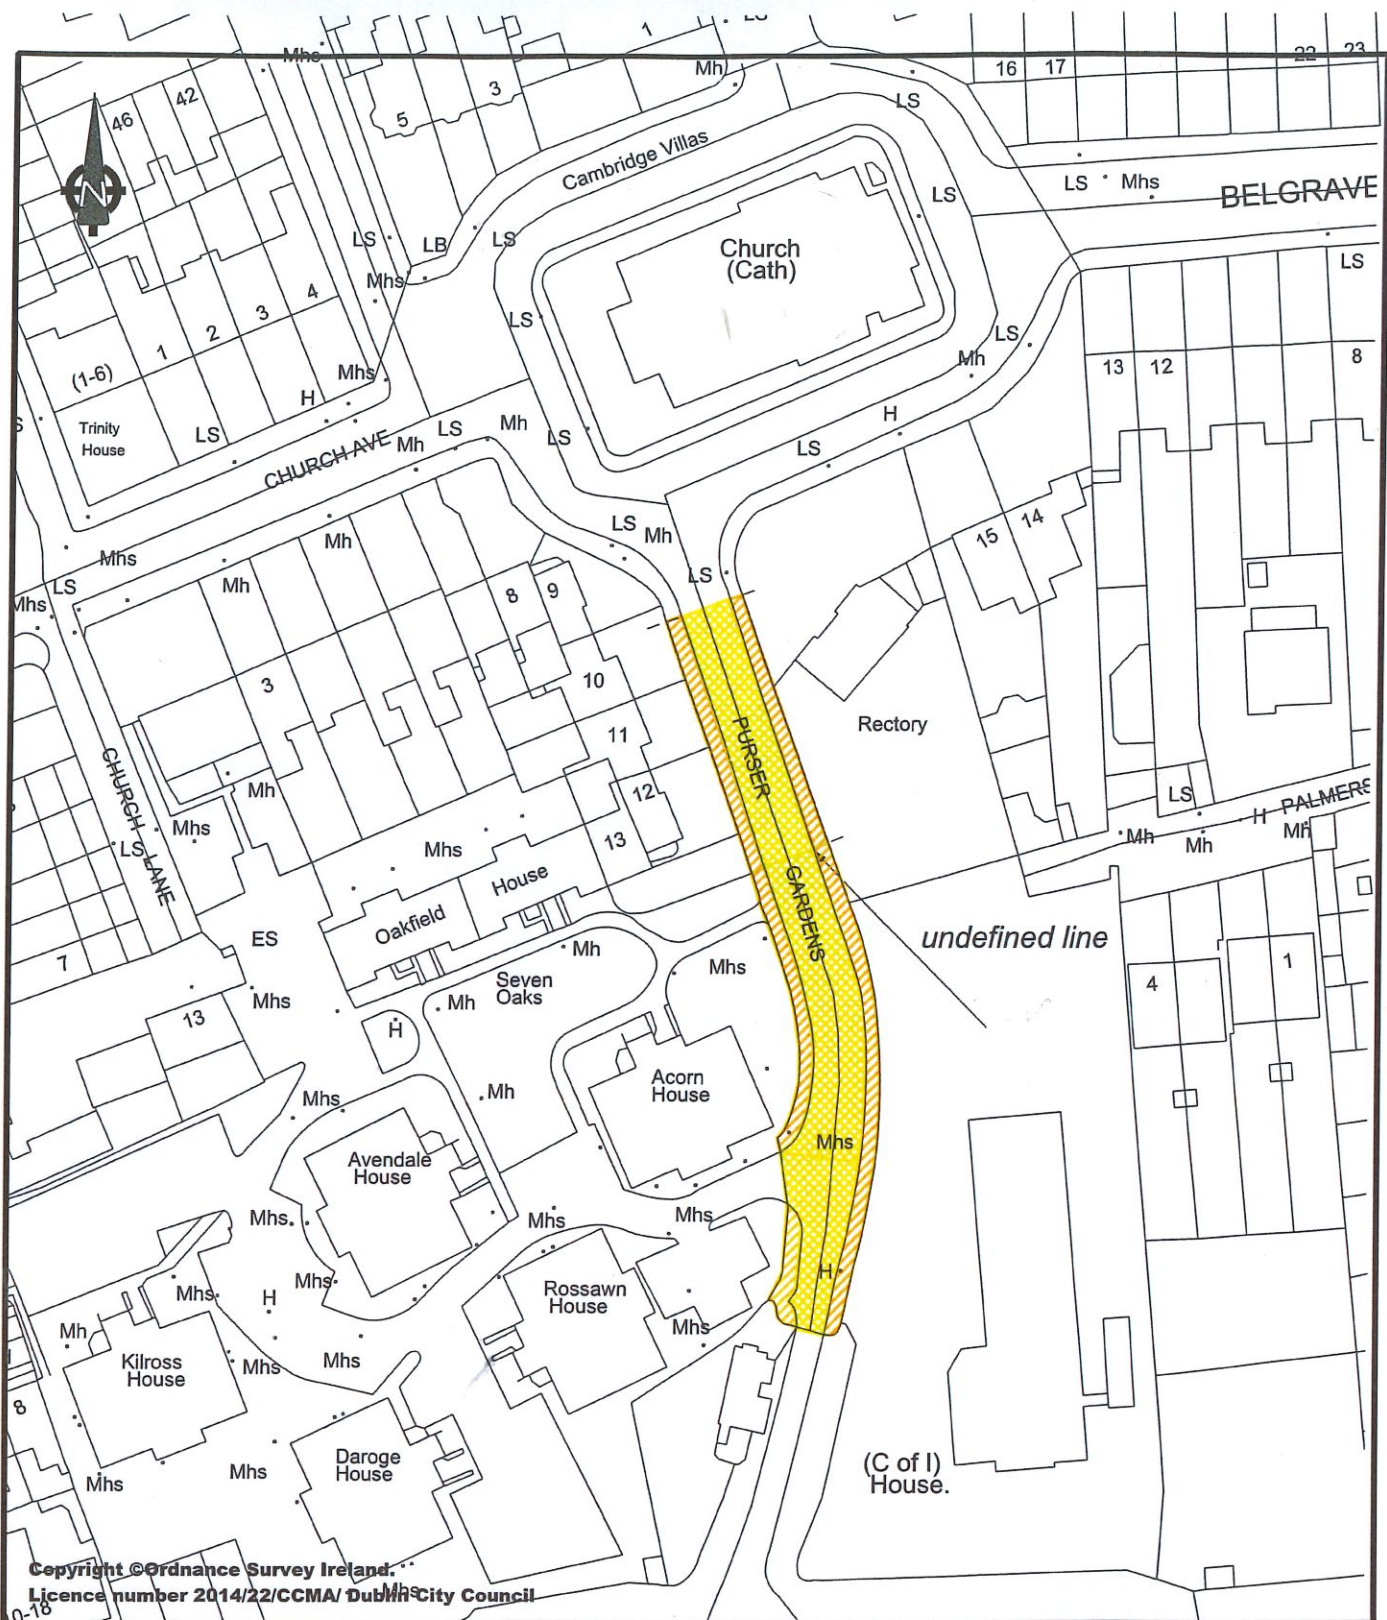 Mhs
1
LS
46
42
5
3
Mh
16
17
22
23
LS
N
Cambridge Villas
LS
LS
Mhs
BELGRAVE
LS
LB
LS
Church
(Cath)
LS
Mhs
4
3
2
1
(1-6)
LS
LS
Mh
13
12
8
Mhs
H
Trinity
House
LS
CHURCH AVE
Mh
LS
Mh
LS
H
LS
LS
Mh
15
14
Mhs
Mh
LS
Mhs
Mh
8
9
LS
3
10
11
12
13
PURSER
GARDENS
Rectory
CHURCH LANE
LS
Mh
Mhs
Mhs
LS
H
PALMERS
Mh
Mh
Mh
Oakfield
House
ES
undefined line
7
Mh
Mhs
Seven
Oaks
Mh
Mhs
4
1
13
H
Acorn
House
Mh
Mhs
Mhs
Avendale
House
Mhs
Mhs
Mhs
Mhs
H
Mhs
H
Rossawn
House
Mhs
Mh
Kilross
House
Mhs
Mhs
8
Daroge
House
Mhs
Mhs
(C of I)
House.
Copyright ©Ordnance Survey Ireland.
Licence number 2014/22/CCMA/ Dublin City Council
Mhs
0-18